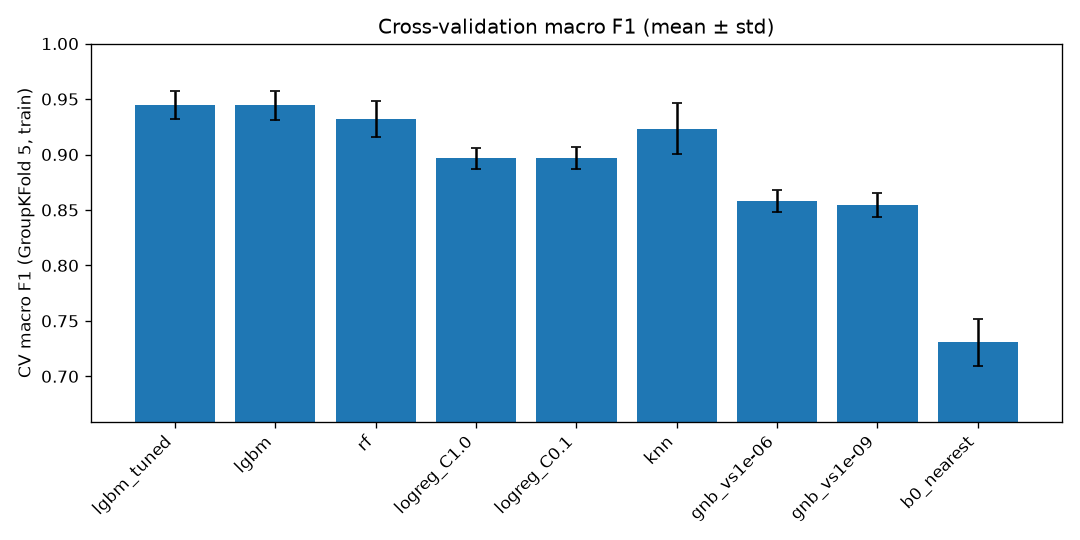 Cross-validation macro F1 (mean ± std)
CV macro F1 (GroupKFold 5, train)
1.00
0.95
0.90
0.85
0.80
0.75
0.70
lgbm_tuned
lgbm
rf
logreg_C1.0
logreg_C0.1
knn
gnb_vs1e-06
gnb_vs1e-09
b0_nearest